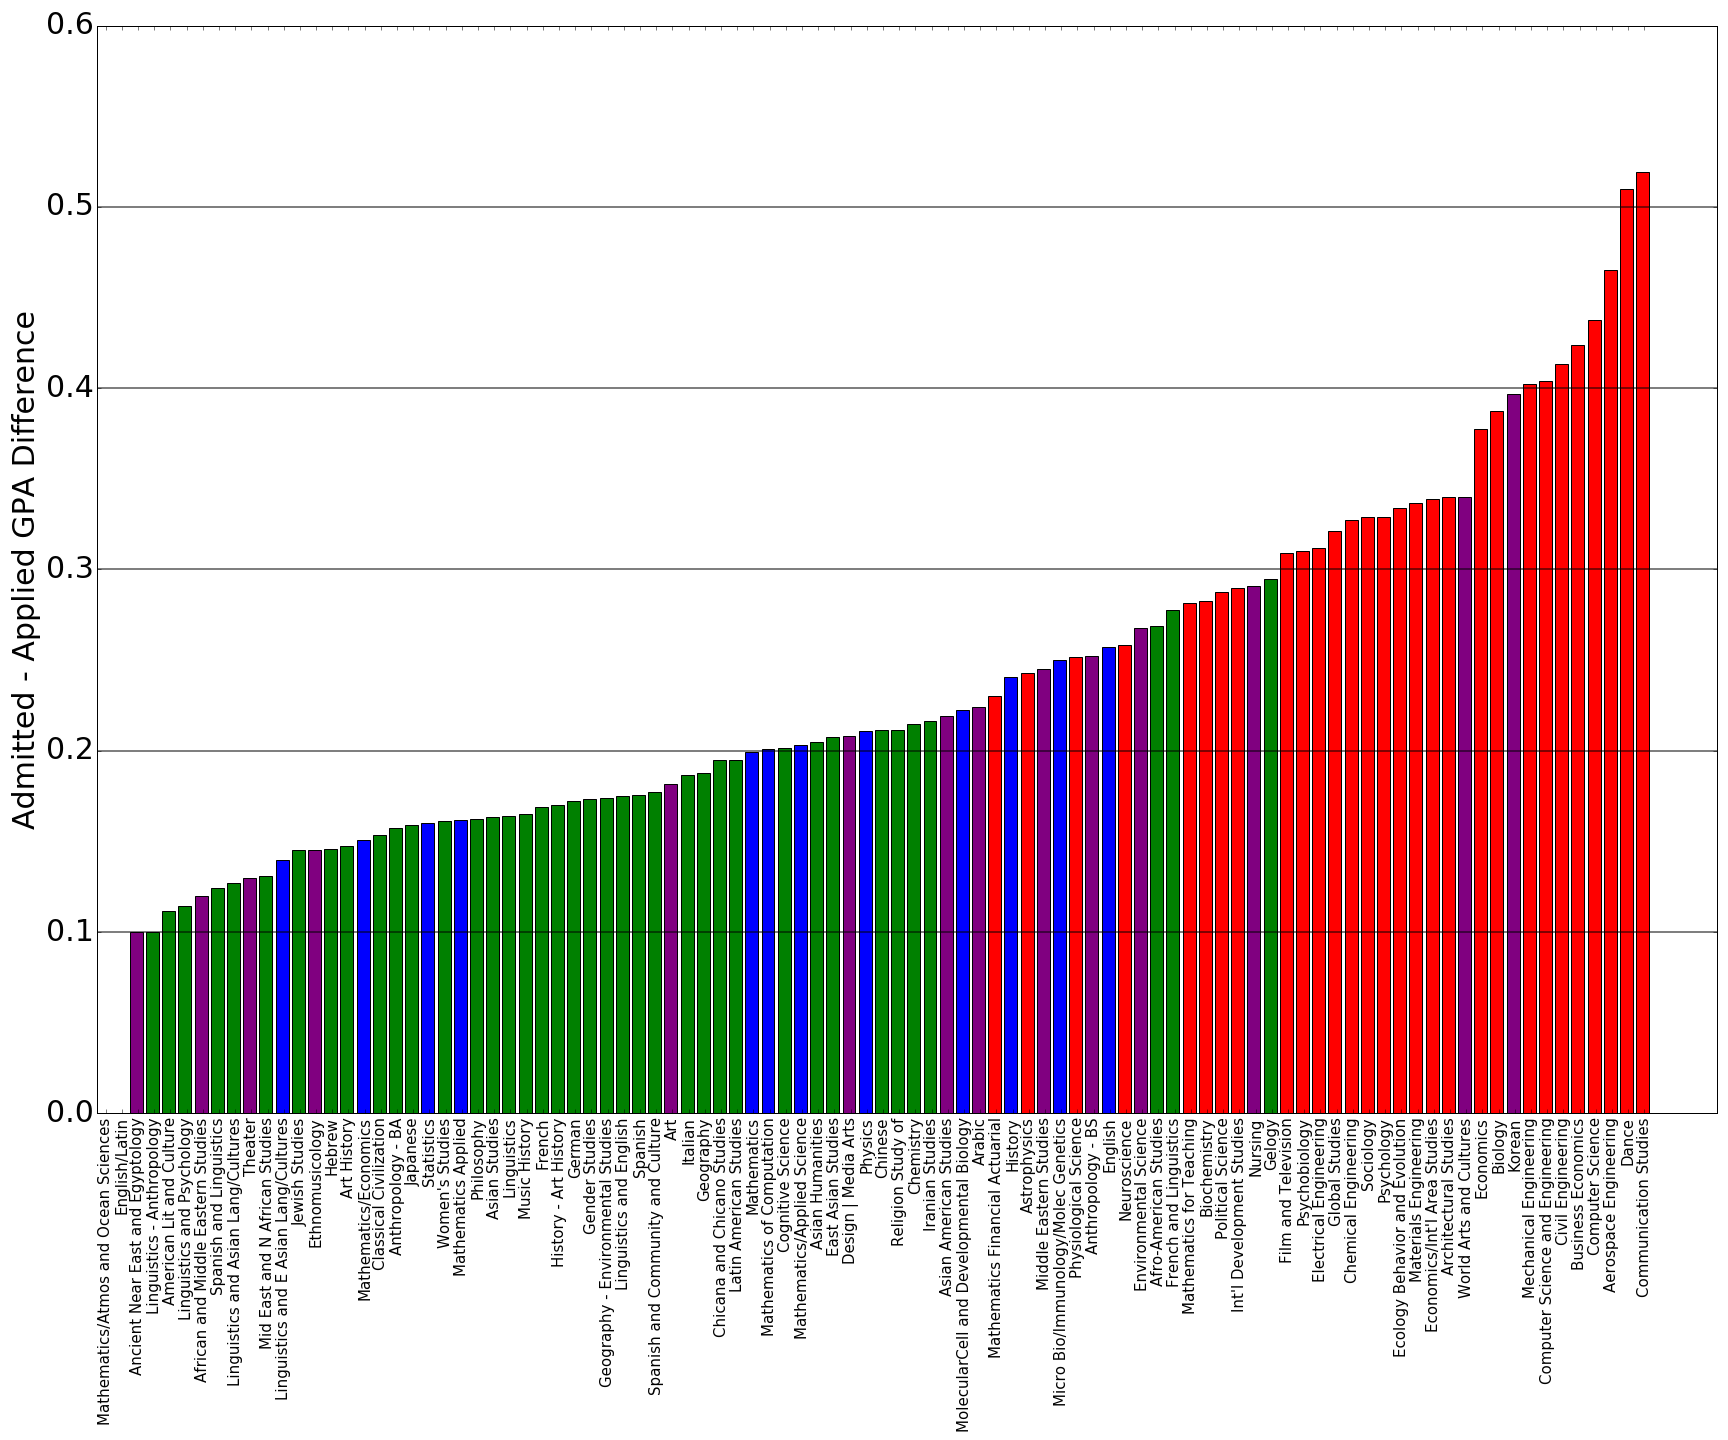 Admitted - Applied GPA Difference
0.6
0.5
0.4
0.3
0.2
0.1
0.0
Mathematics/Atmos and Ocean Sciences
English/Latin
Ancient Near East and Egyptology
Linguistics - Anthropology
American Lit and Culture
Linguistics and Psychology
African and Middle Eastern Studies
Spanish and Linguistics
Linguistics and Asian Lang/Cultures
Theater
Mid East and N African Studies
Linguistics and E Asian Lang/Cultures
Jewish Studies
Ethnomusicology
Hebrew
Art History
Mathematics/Economics
Classical Civilization
Anthropology - BA
Japanese
Statistics
Women's Studies
Mathematics Applied
Philosophy
Asian Studies
Linguistics
Music History
French
History - Art History
German
Gender Studies
Geography - Environmental Studies
Linguistics and English
Spanish
Spanish and Community and Culture
Art
Italian
Geography
Chicana and Chicano Studies
Latin American Studies
Mathematics
Mathematics of Computation
Cognitive Science
Mathematics/Applied Science
Asian Humanities
East Asian Studies
Design | Media Arts
Physics
Chinese
Religion Study of
Chemistry
Iranian Studies
Asian American Studies
MolecularCell and Developmental Biology
Arabic
Mathematics Financial Actuarial
History
Astrophysics
Middle Eastern Studies
Micro Bio/Immunology/Molec Genetics
Physiological Science
Anthropology - BS
English
Neuroscience
Environmental Science
Afro-American Studies
French and Linguistics
Mathematics for Teaching
Biochemistry
Political Science
Int'l Development Studies
Nursing
Gelogy
Film and Television
Psychobiology
Electrical Engineering
Global Studies
Chemical Engineering
Sociology
Psychology
Ecology Behavior and Evolution
Materials Engineering
Economics/Int'l Area Studies
Architectural Studies
World Arts and Cultures
Economics
Biology
Korean
Mechanical Engineering
Computer Science and Engineering
Civil Engineering
Business Economics
Computer Science
Aerospace Engineering
Dance
Communication Studies